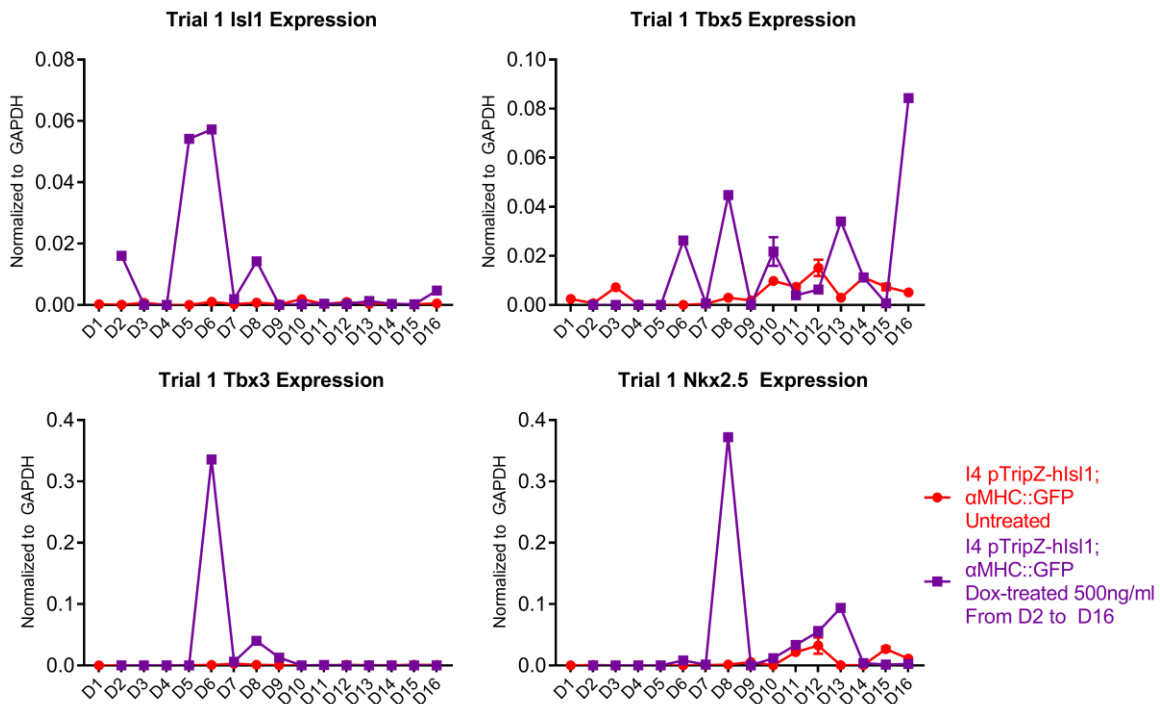 Trial 1 Isl1 Expression
Normalized to GAPDH
0.08
0.06
0.04
0.02
0.00
D1 D2 D3 D4 D5 D6 D7 D8 D9 D10 D11 D12 D13 D14 D15 D16
Trial 1 Tbx5 Expression
Normalized to GAPDH
0.10
0.08
0.06
0.04
0.02
0.00
D1 D2 D3 D4 D5 D6 D7 D8 D9 D10 D11 D12 D13 D14 D15 D16
Trial 1 Tbx3 Expression
Normalized to GAPDH
0.4
0.3
0.2
0.1
0.0
D1 D2 D3 D4 D5 D6 D7 D8 D9 D10 D11 D12 D13 D14 D15 D16
Trial 1 Nkx2.5 Expression
Normalized to GAPDH
0.4
0.3
0.2
0.1
0.0
D1 D2 D3 D4 D5 D6 D7 D8 D9 D10 D11 D12 D13 D14 D15 D16
I4 pTripZ-hIsl1;
αMHC::GFP
Untreated
I4 pTripZ-hIsl1;
αMHC::GFP
Dox-treated 500ng/ml
From D2 to D16